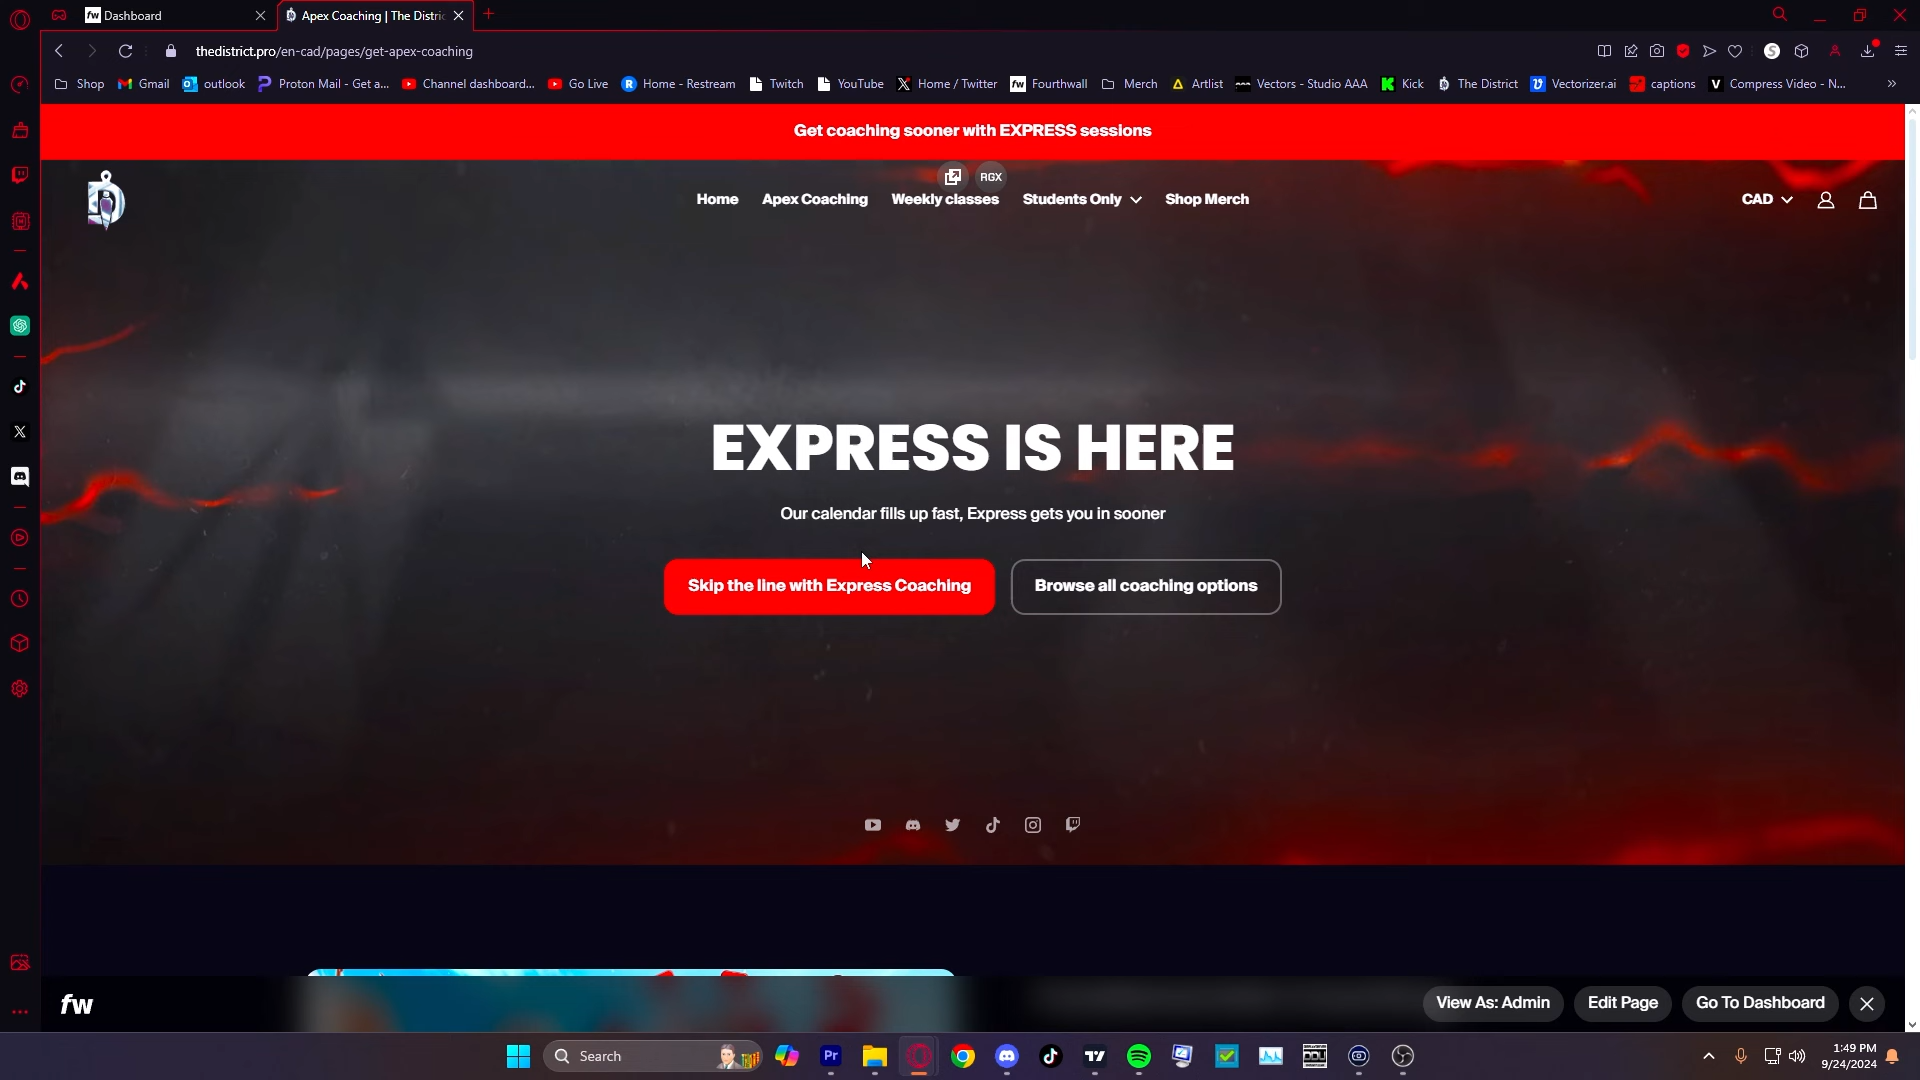 Dashboard
Apex Coaching | The Distric
thedistrict.pro/en-cad/pages/get-apex-coaching
Shop
Gmail
outlook
Proton Mail - Get a...
Channel dashboard...
Go Live
Home - Restream
Twitch
YouTube
Home / Twitter
Fourthwall
Merch
Artlist
Vectors - Studio AAA
Kick
The District
Vectorizer.ai
captions
Compress Video - N...
Get coaching sooner with EXPRESS sessions
RGX
Home
Apex Coaching
Weekly classes
Students Only
Shop Merch
CAD
EXPRESS IS HERE
Our calendar fills up fast, Express gets you in sooner
Skip the line with Express Coaching
Browse all coaching options
fw
View As: Admin
Edit Page
Go To Dashboard
Search
Pr
DDU
1:49 PM
9/24/2024